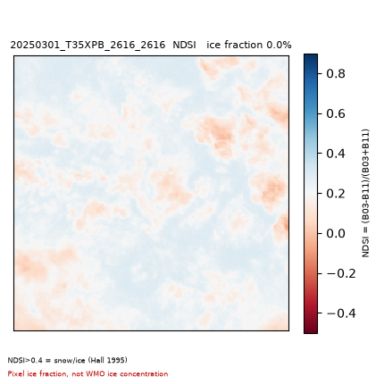 20250301_T35XPB_2616_2616  NDSI   ice fraction 0.0%
0.8
0.6
0.4
0.2
0.0
−0.2
−0.4
NDSI = (B03-B11)/(B03+B11)
NDSI>0.4 = snow/ice (Hall 1995)
Pixel ice fraction, not WMO ice concentration